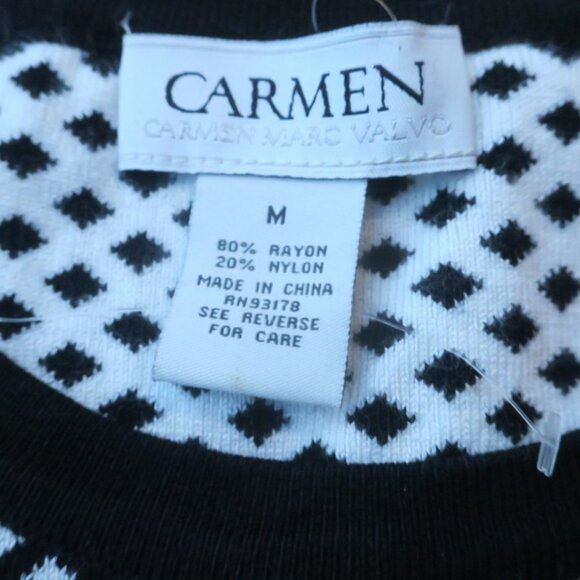 CARMEN
CARMEN MARC VALVO
M
80% RAYON
20% NYLON
MADE IN CHINA
RN93178
SEE REVERSE
FOR CARE